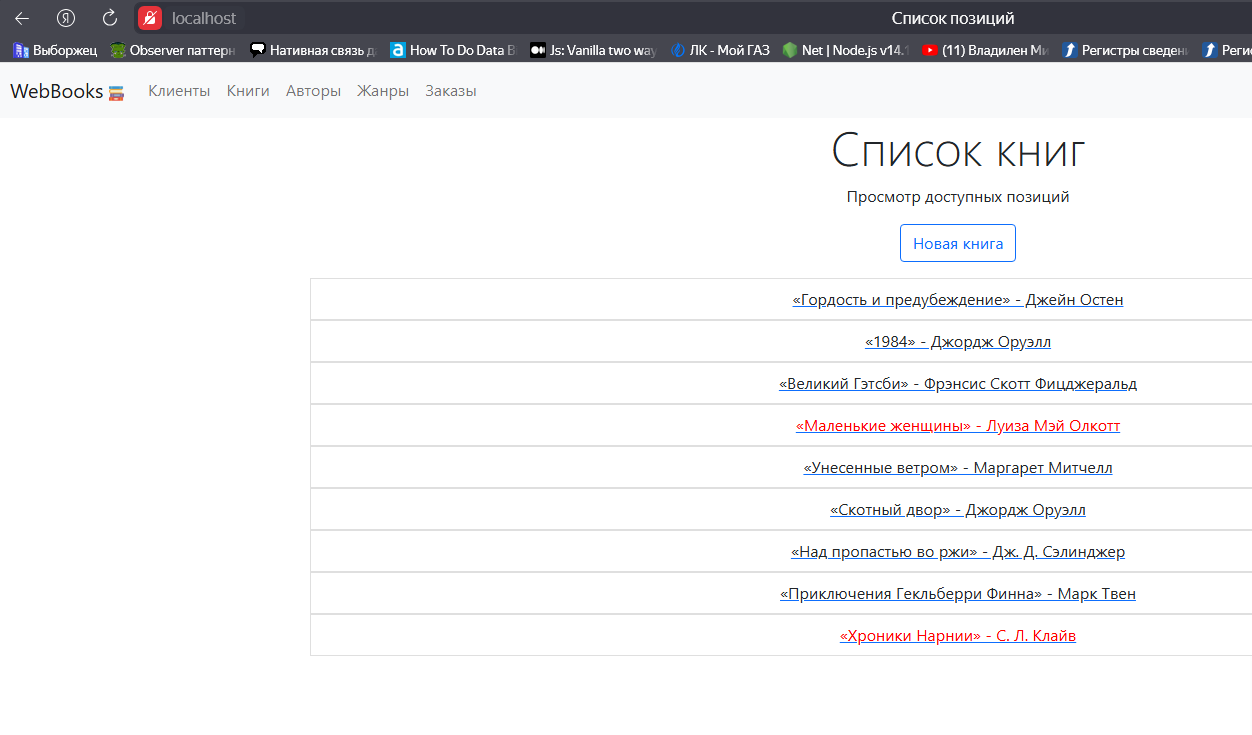 Я localhost Список позиций
Выборжец Observer паттерн Нативная связь д How To Do Data B Js: Vanilla two way ЛК - Мой ГАЗ Net | Node.js v14.1 (11) Владилен Ми Регистры сведени Реги
WebBooks Клиенты Книги Авторы Жанры Заказы
Список книг
Просмотр доступных позиций
Новая книга
«Гордость и предубеждение» - Джейн Остен
«1984» - Джордж Оруэлл
«Великий Гэтсби» - Фрэнсис Скотт Фицджеральд
«Маленькие женщины» - Луиза Мэй Олкотт
«Унесенные ветром» - Маргарет Митчелл
«Скотный двор» - Джордж Оруэлл
«Над пропастью во ржи» - Дж. Д. Сэлинджер
«Приключения Гекльберри Финна» - Марк Твен
«Хроники Нарнии» - С. Л. Клайв